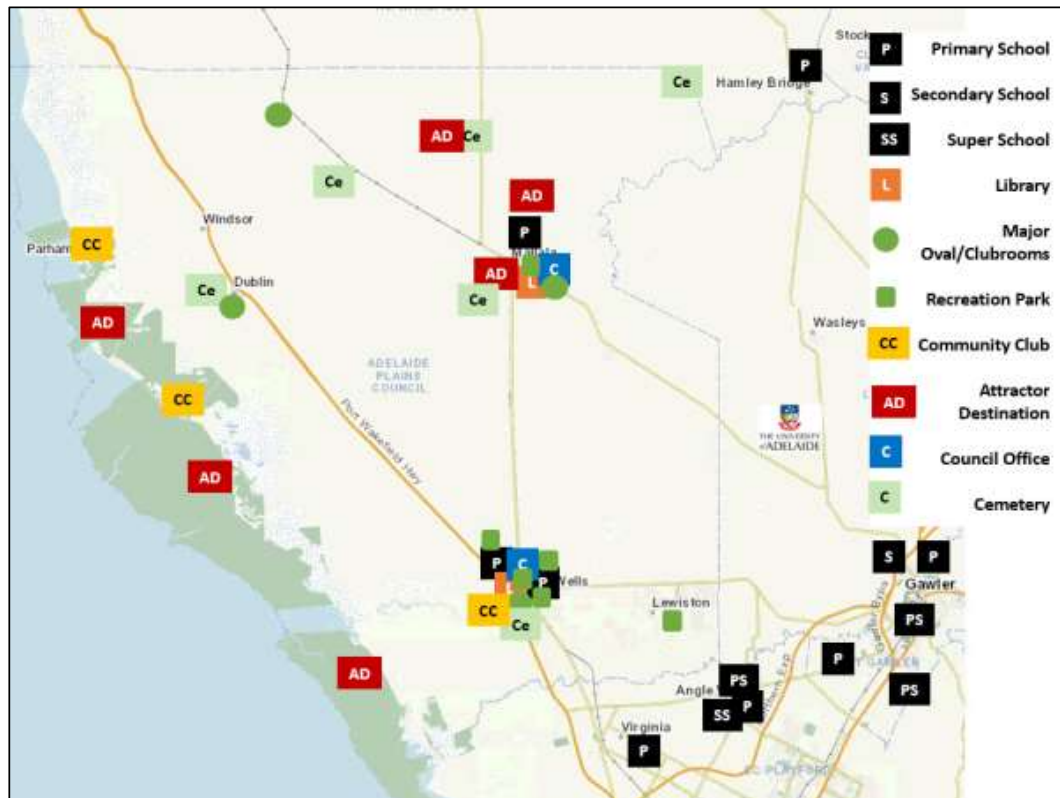 P Primary School
S Secondary School
SS Super School
L Library
Major
Oval/Clubrooms
Recreation Park
CC Community Club
AD Attractor
Destination
C Council Office
C Cemetery
Stock
P
Hamley Bridge
Ce
AD Ce
Ce
AD
Windsor
P
CC
AD C
L
Ce Dublin
Ce
AD
Wasleys
ADELAIDE
PLAINS
COUNCIL
CC
THE UNIVERSITY
of ADELAIDE
Port Wakefield Hwy
AD
P C
S P
P Wells
Gawler
CC
Ce
Lewiston
PS
P
AD
PS
PS
Angle
P
SS
Virginia
P